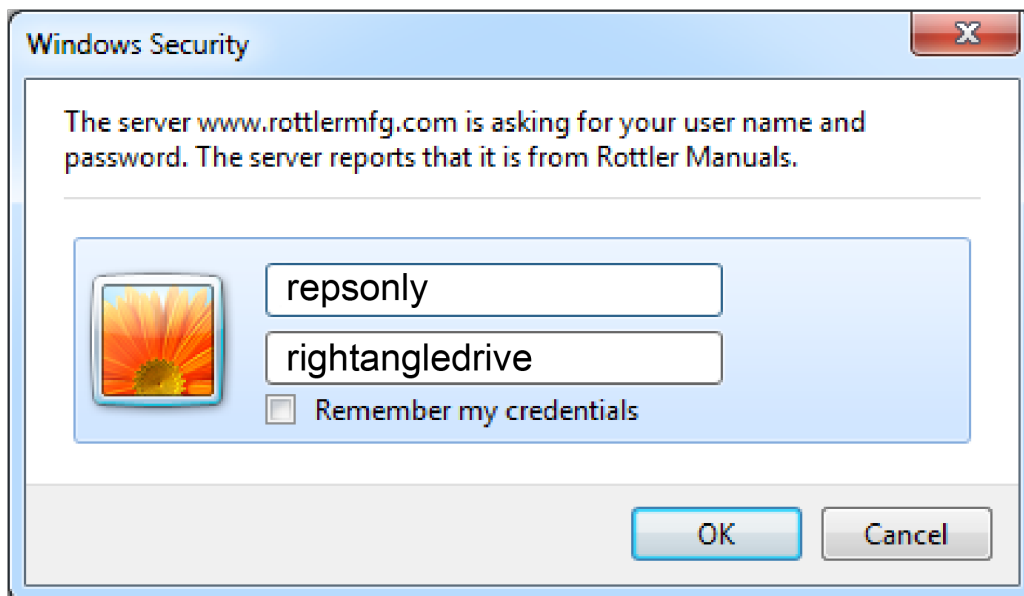 Windows Security
The server www.rottlermfg.com is asking for your user name and
password. The server reports that it is from Rottler Manuals.
repsonly
rightangledrive
Remember my credentials
OK
Cancel